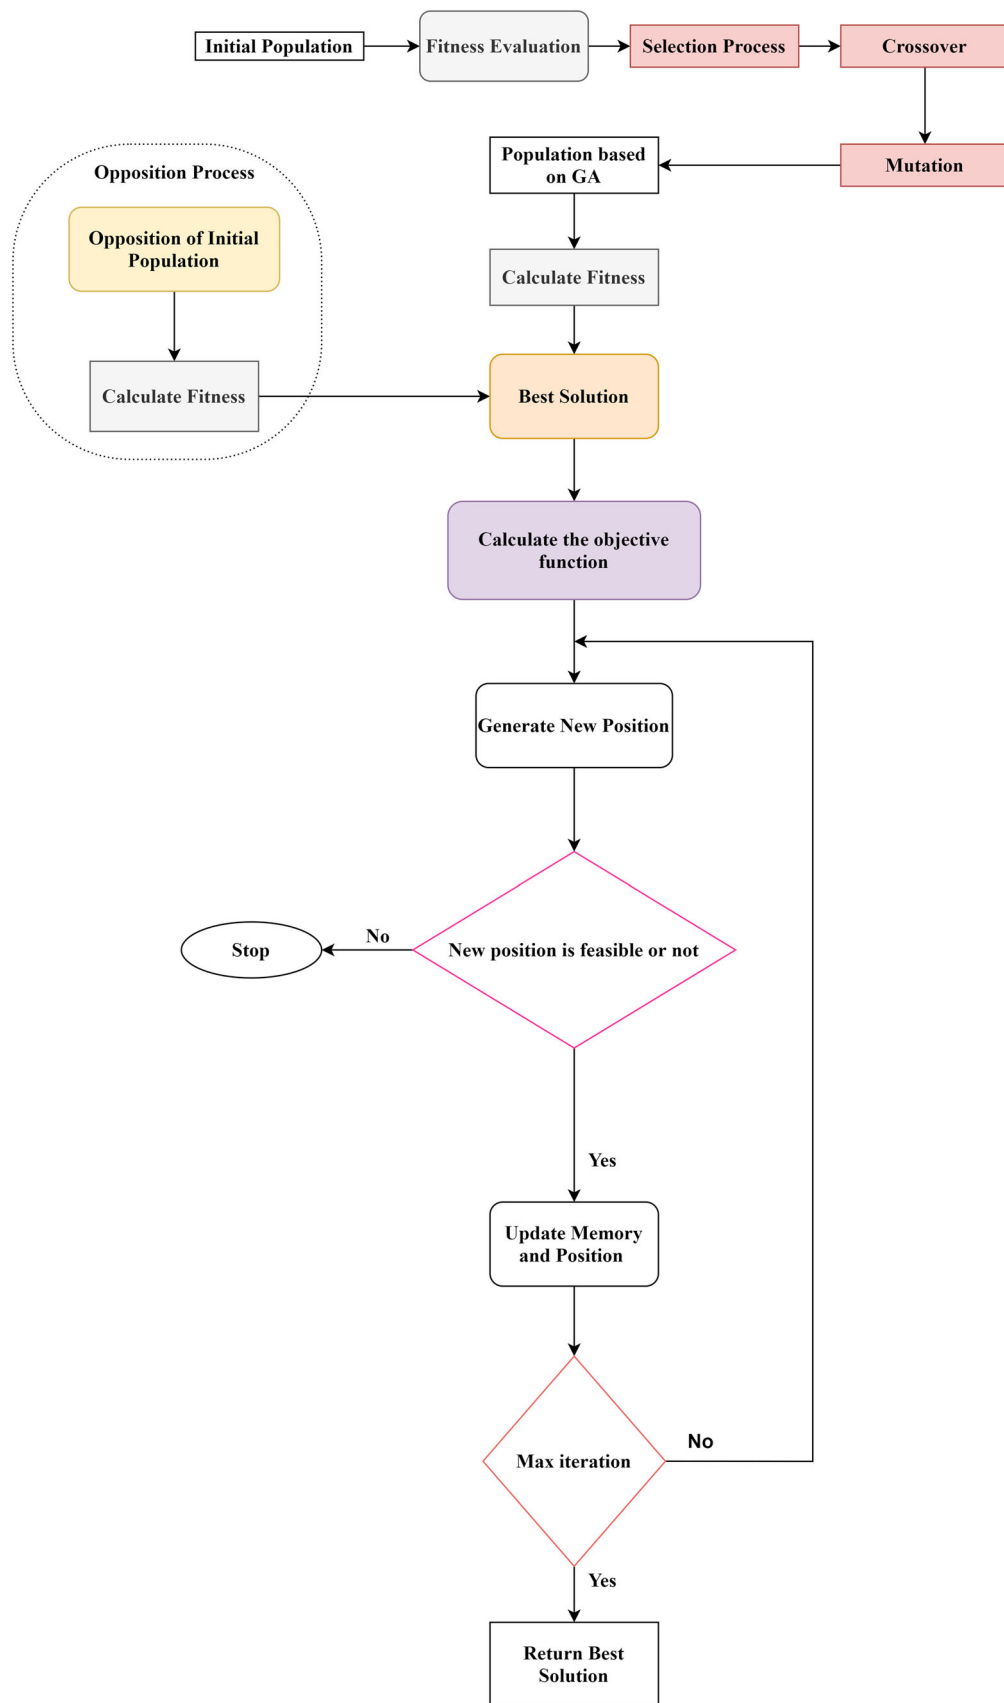 Initial Population
Fitness Evaluation
Selection Process
Crossover
Mutation
Population based
on GA
Opposition Process
Opposition of Initial
Population
Calculate Fitness
Calculate Fitness
Best Solution
Calculate the objective
function
Generate New Position
New position is feasible or not
No
Stop
Yes
Update Memory
and Position
Max iteration
No
Yes
Return Best
Solution